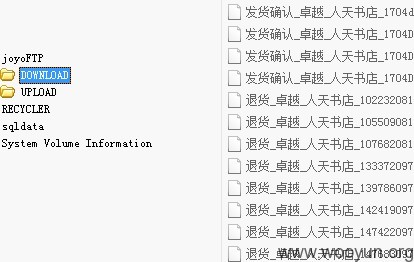 joyoFTP
DOWNLOAD
UPLOAD
RECYCLER
sqldata
System Volume Information
发货确认_卓越_人天书店_1704d
发货确认_卓越_人天书店_1704D
发货确认_卓越_人天书店_1704D
发货确认_卓越_人天书店_1704D
退货_卓越_人天书店_102232081
退货_卓越_人天书店_105509081
退货_卓越_人天书店_107682081
退货_卓越_人天书店_133372097
退货_卓越_人天书店_139786097
退货_卓越_人天书店_142419097
退货_卓越_人天书店_147422097
退货_卓越_人天书店
www.wooyun.org